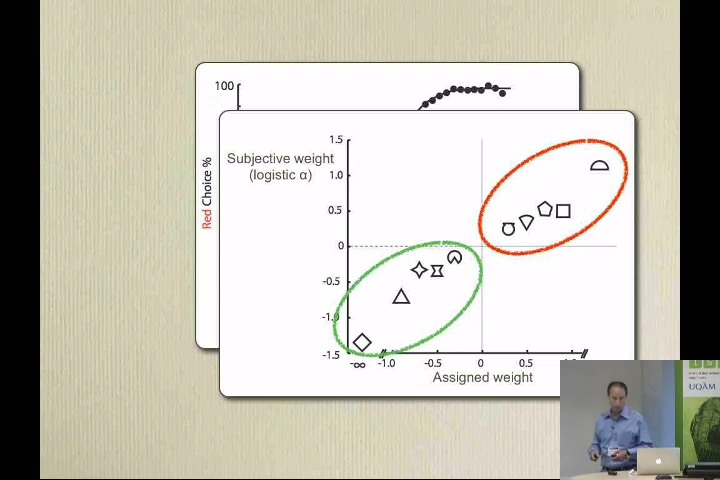 100
Red Choice %
1.5
Subjective weight
(logistic α)
1.0
0.5
0
-0.5
-1.0
-1.5
-∞ -1.0 -0.5 0 0.5
Assigned weight
UQÀM